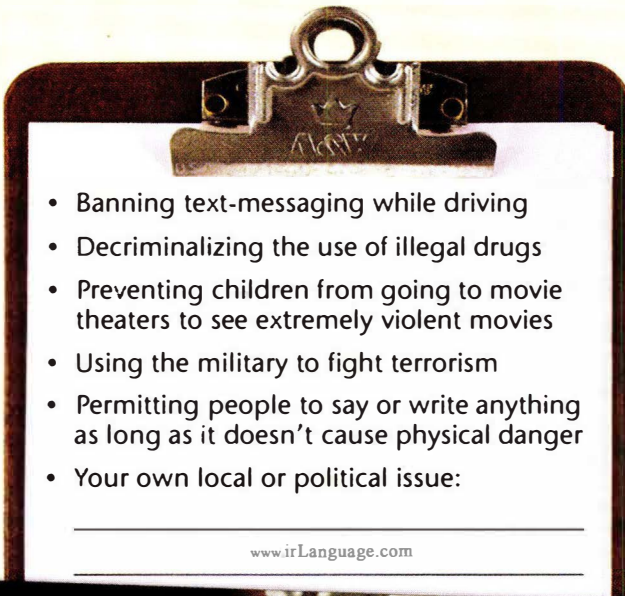 • Banning text-messaging while driving
• Decriminalizing the use of illegal drugs
• Preventing children from going to movie
theaters to see extremely violent movies
• Using the military to fight terrorism
• Permitting people to say or write anything
as long as it doesn't cause physical danger
• Your own local or political issue:
www.irLanguage.com